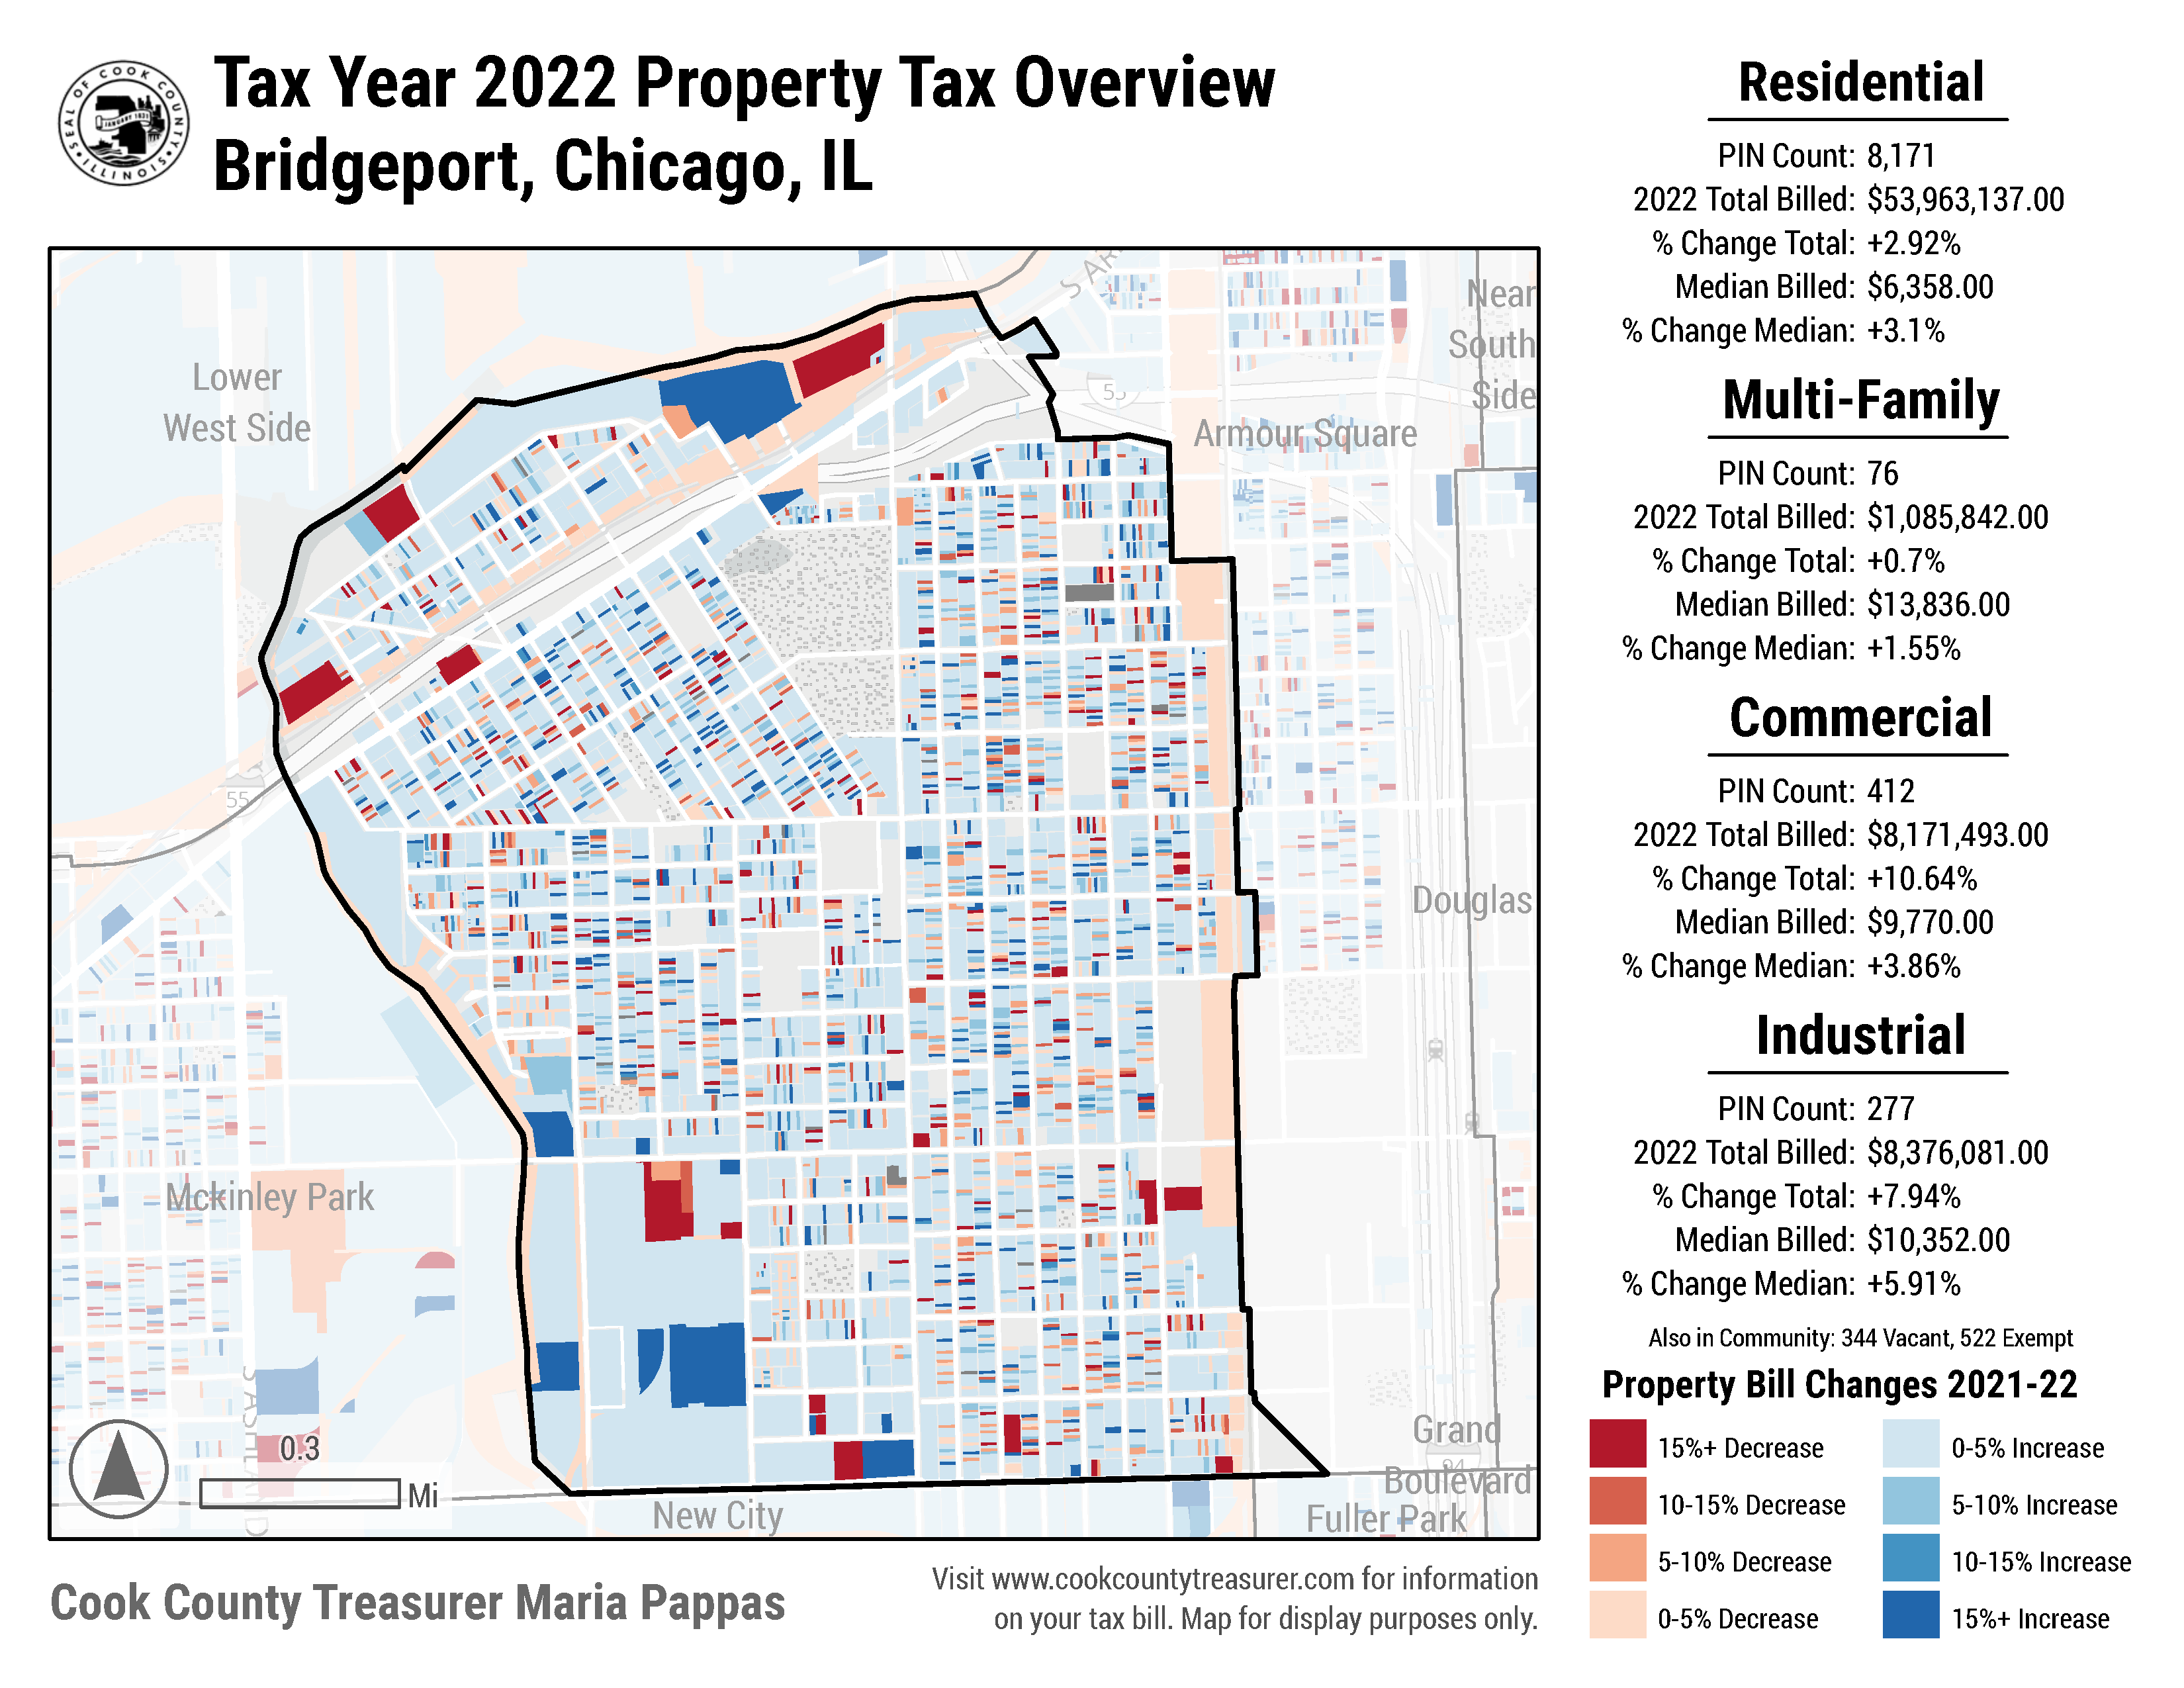 Tax Year 2022 Property Tax Overview
Bridgeport, Chicago, IL
SEAL OF COOK COUNTY
ILLINOIS
JANUARY 1831
Lower
West Side
S AR
Near
South
Side
55
Armour Square
55
Douglas
Mckinley Park
S ASHLAND
Grand
Boulevard
94
Fuller Park
New City
0.3
Mi
Cook County Treasurer Maria Pappas
Visit www.cookcountytreasurer.com for information
on your tax bill. Map for display purposes only.
Residential
PIN Count: 8,171
2022 Total Billed: $53,963,137.00
% Change Total: +2.92%
Median Billed: $6,358.00
% Change Median: +3.1%
Multi-Family
PIN Count: 76
2022 Total Billed: $1,085,842.00
% Change Total: +0.7%
Median Billed: $13,836.00
% Change Median: +1.55%
Commercial
PIN Count: 412
2022 Total Billed: $8,171,493.00
% Change Total: +10.64%
Median Billed: $9,770.00
% Change Median: +3.86%
Industrial
PIN Count: 277
2022 Total Billed: $8,376,081.00
% Change Total: +7.94%
Median Billed: $10,352.00
% Change Median: +5.91%
Also in Community: 344 Vacant, 522 Exempt
Property Bill Changes 2021-22
15%+ Decrease
0-5% Increase
10-15% Decrease
5-10% Increase
5-10% Decrease
10-15% Increase
0-5% Decrease
15%+ Increase